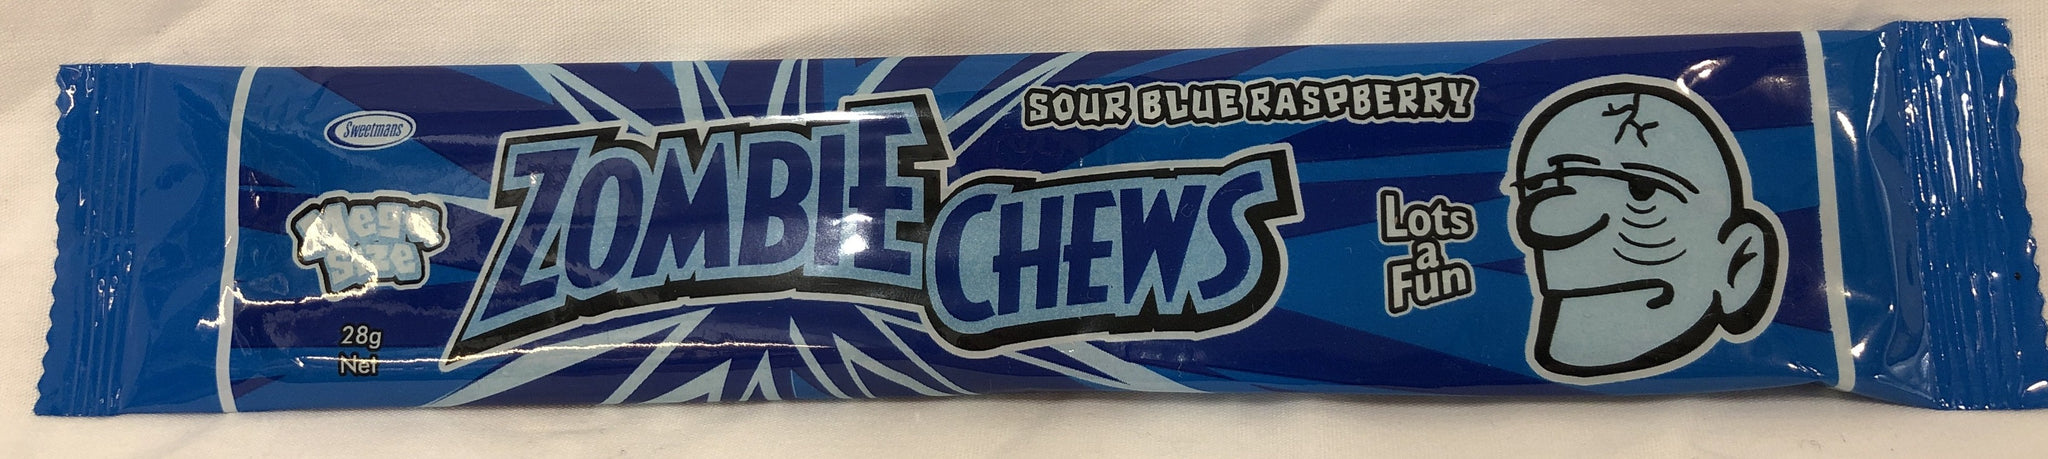 Sweetmans
Mega
Size
28g
Net
ZOMBIE
CHEWS
SOUR BLUE RASPBERRY
Lots
a
Fun